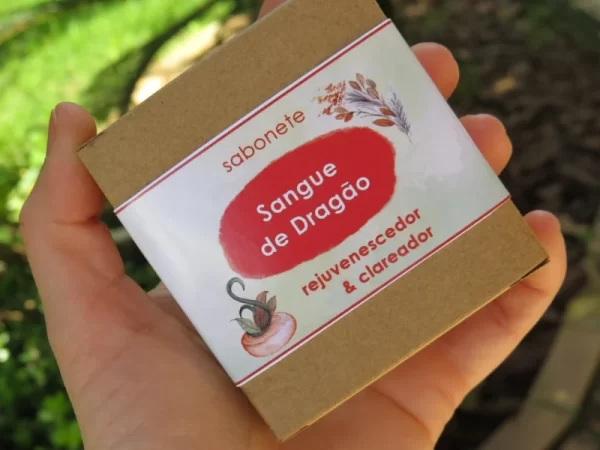 sabonete
Sangue
de Dragão
rejuvenescedor
& clareador